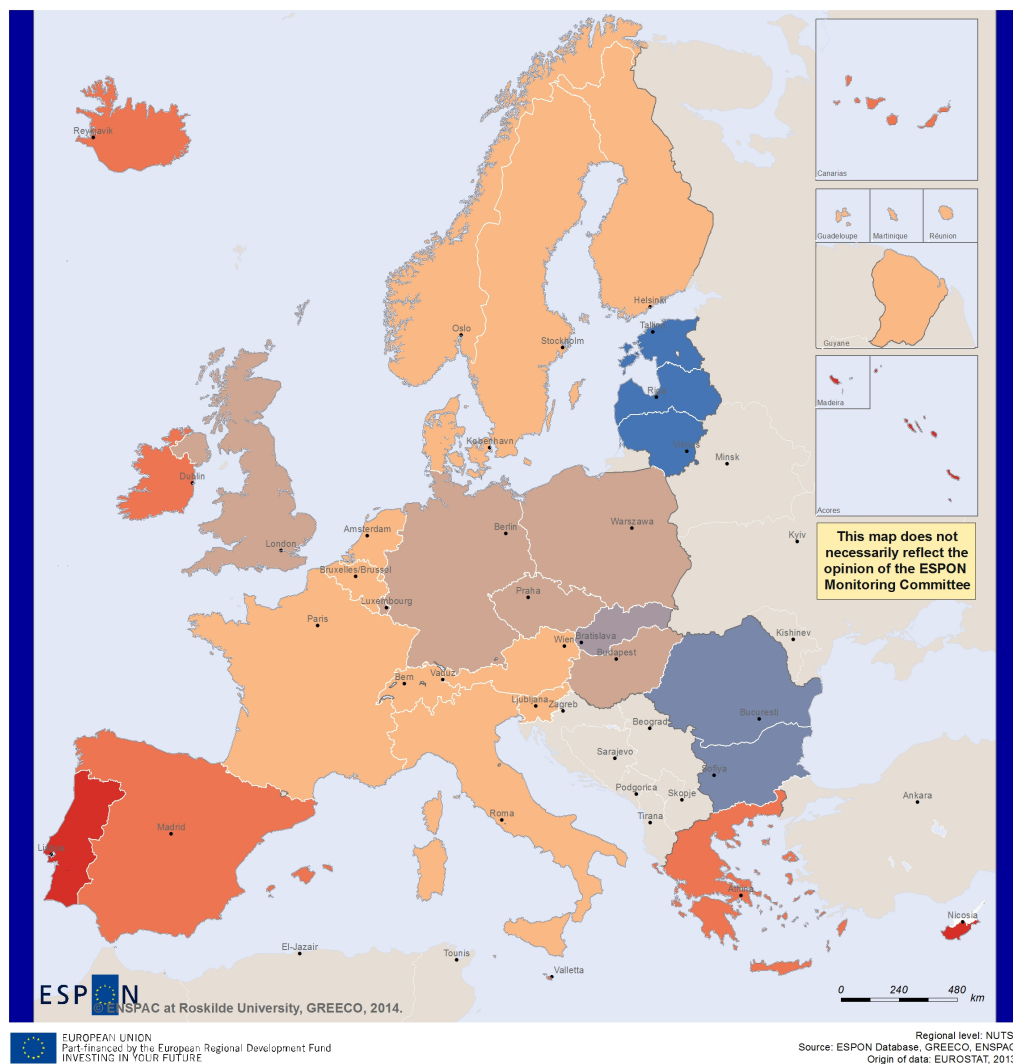 Canarias
Reykjavik
Guadeloupe
Martinique
Réunion
Guyane
Helsinki
Oslo
Stockholm
Madeira
København
Minsk
Dublin
Acores
Berlin
Warszawa
Amsterdam
London
Kyiv
This map does not
necessarily reflect the
opinion of the ESPON
Monitoring Committee
Bruxelles/Brussel
Praha
Luxembourg
Paris
Wien
Bratislava
Kishinev
Budapest
Bern
Vaduz
Ljubljana
Zagreb
Bucuresti
Beograd
Sarajevo
Sofiya
Podgorica
Skopje
Ankara
Tirana
Roma
Madrid
Nicosia
El-Jazair
Tounis
Valletta
ESPON
© ENSPAC at Roskilde University, GREECO, 2014.
0 240 480 km
EUROPEAN UNION
Part-financed by the European Regional Development Fund
INVESTING IN YOUR FUTURE
Regional level: NUTS
Source: ESPON Database, GREECO, ENSPAC
Origin of data: EUROSTAT,